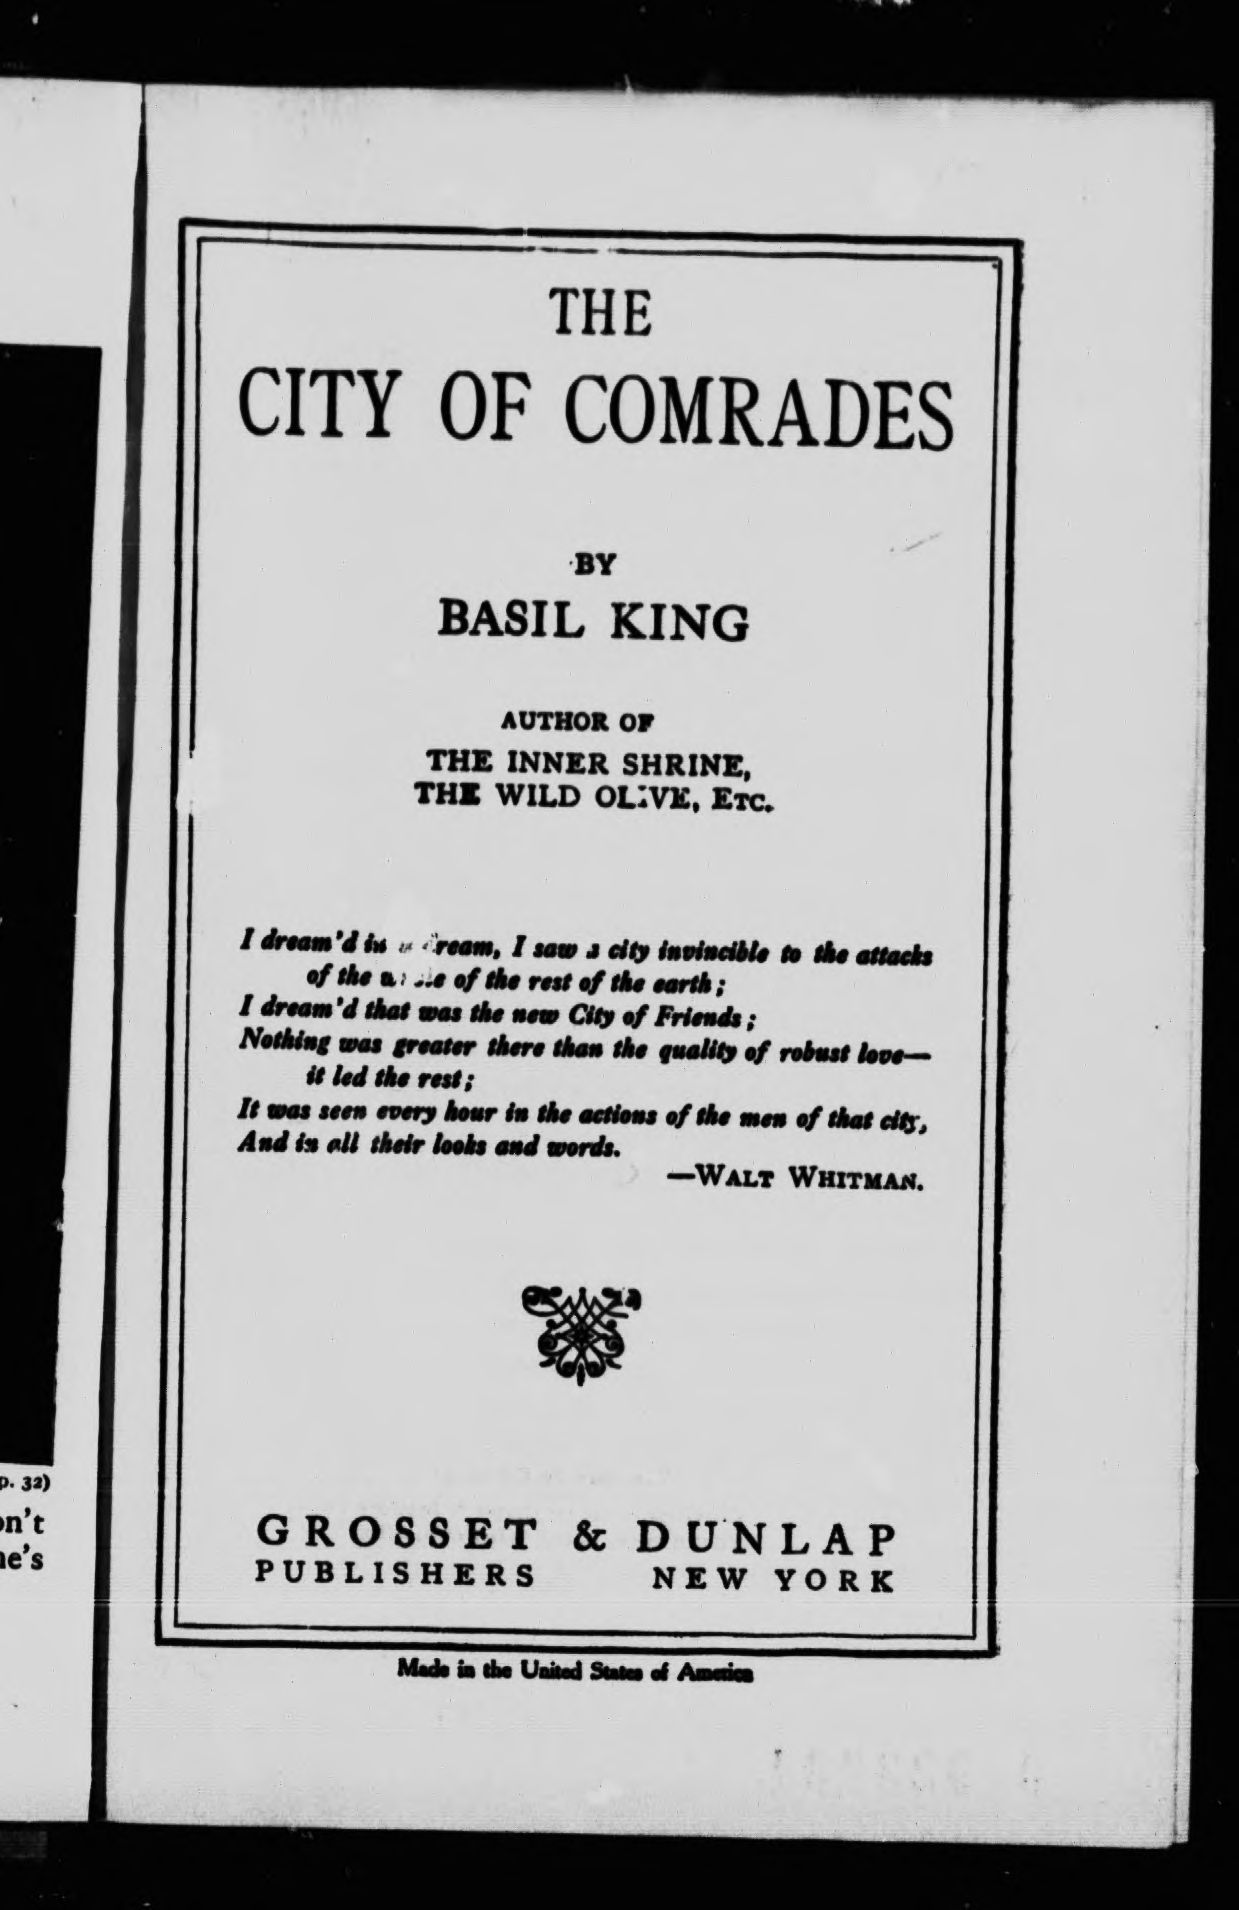 THE
CITY OF COMRADES
BY
BASIL KING
AUTHOR OF
THE INNER SHRINE,
THE WILD OLIVE, ETC.
I dream'd in a dream, I saw a city invincible to the attacks
of the of the rest of the earth;
I dream'd that was the new City of Friends;
Nothing was greater there than the quality of robust love—
it led the rest;
It was seen every hour in the actions of the men of that city,
And in all their looks and words.
—WALT WHITMAN.
GROSSET & DUNLAP
PUBLISHERS NEW YORK
Made in the United States of America
p. 32)
on't
he's